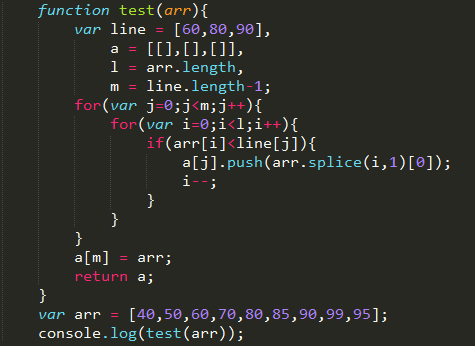 function test(arr){
    var line = [60,80,90],
        a = [[],[],[]],
        l = arr.length,
        m = line.length-1;
    for(var j=0;j<m;j++){
        for(var i=0;i<l;i++){
            if(arr[i]<line[j]){
                a[j].push(arr.splice(i,1)[0]);
                i--;
            }
        }
    }
    a[m] = arr;
    return a;
}
var arr = [40,50,60,70,80,85,90,99,95];
console.log(test(arr));